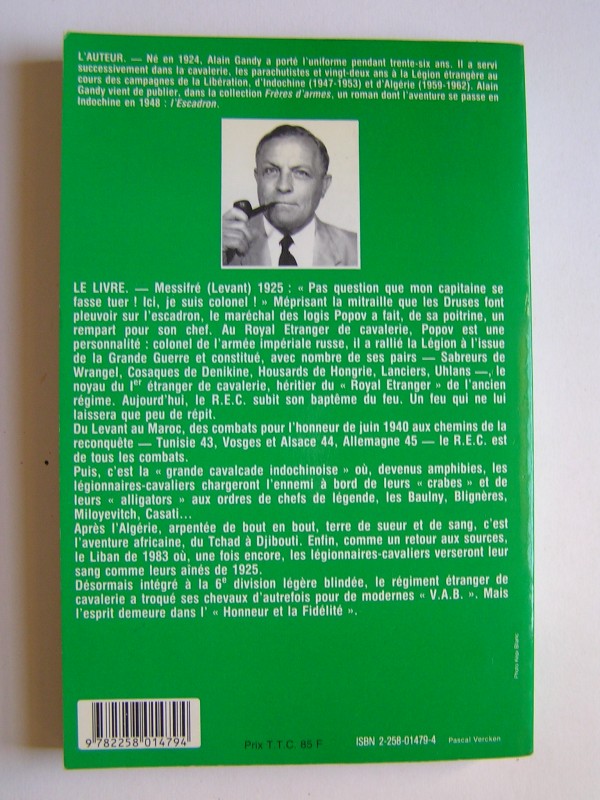 L'AUTEUR. — Né en 1924, Alain Gandy a porté l'uniforme pendant trente-six ans. Il a servi
successivement dans la cavalerie, les parachutistes et vingt-deux ans à la Légion étrangère au
cours des campagnes de la Libération, d'Indochine (1947-1953) et d'Algérie (1959-1962). Alain
Gandy vient de publier, dans la collection Frères d'armes, un roman dont l'aventure se passe en
Indochine en 1948 : l'Escadron.
LE LIVRE. — Messifré (Levant) 1925 : « Pas question que mon capitaine se
fasse tuer ! Ici, je suis colonel ! » Méprisant la mitraille que les Druses font
pleuvoir sur l'escadron, le maréchal des logis Popov a fait, de sa poitrine, un
rempart pour son chef. Au Royal Etranger de cavalerie, Popov est une
personnalité : colonel de l'armée impériale russe, il a rallié la Légion à l'issue
de la Grande Guerre et constitué, avec nombre de ses pairs — Sabreurs de
Wrangel, Cosaques de Denikine, Housards de Hongrie, Lanciers, Uhlans —, le
noyau du Ier étranger de cavalerie, héritier du « Royal Etranger » de l'ancien
régime. Aujourd'hui, le R.E.C. subit son baptême du feu. Un feu qui ne lui
laissera que peu de répit.
Du Levant au Maroc, des combats pour l'honneur de juin 1940 aux chemins de la
reconquête — Tunisie 43, Vosges et Alsace 44, Allemagne 45 — le R.E.C. est
de tous les combats.
Puis, c'est la « grande cavalcade indochinoise » où, devenus amphibies, les
légionnaires-cavaliers chargeront l'ennemi à bord de leurs « crabes » et de
leurs « alligators » aux ordres de chefs de légende, les Baulny, Blignères,
Miloyevitch, Casati...
Après l'Algérie, arpentée de bout en bout, terre de sueur et de sang, c'est
l'aventure africaine, du Tchad à Djibouti. Enfin, comme un retour aux sources,
le Liban de 1983 où, une fois encore, les légionnaires-cavaliers verseront leur
sang comme leurs ainés de 1925.
Désormais intégré à la 6e division légère blindée, le régiment étranger de
cavalerie a troqué ses chevaux d'autrefois pour de modernes « V.A.B. ». Mais
l'esprit demeure dans l' « Honneur et la Fidélité ».
Photo Alep Blanc
9 782258 014794
Prix T.T.C. 85 F
ISBN 2-258-01479-4
Pascal Vercken